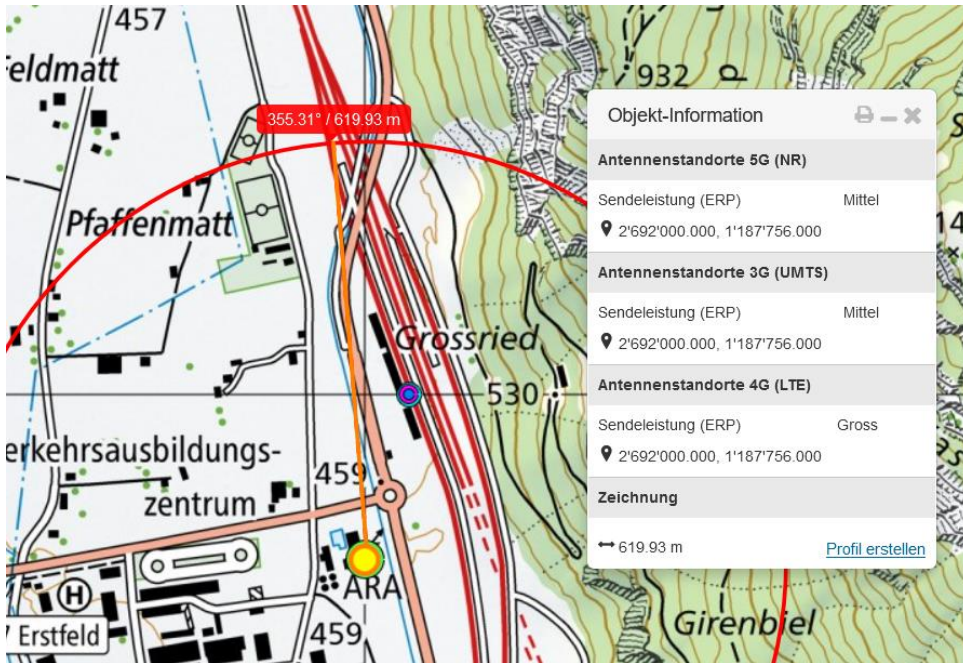 457
eldmatt
355.31° / 619.93 m
Pfaffenmatt
932
Grossried
530
erkehrsausbildungs-
zentrum
459
ARA
H
Erstfeld
459
Girenbiel
14
Objekt-Information
Antennenstandorte 5G (NR)
Sendeleistung (ERP) Mittel
2'692'000.000, 1'187'756.000
Antennenstandorte 3G (UMTS)
Sendeleistung (ERP) Mittel
2'692'000.000, 1'187'756.000
Antennenstandorte 4G (LTE)
Sendeleistung (ERP) Gross
2'692'000.000, 1'187'756.000
Zeichnung
619.93 m Profil erstellen